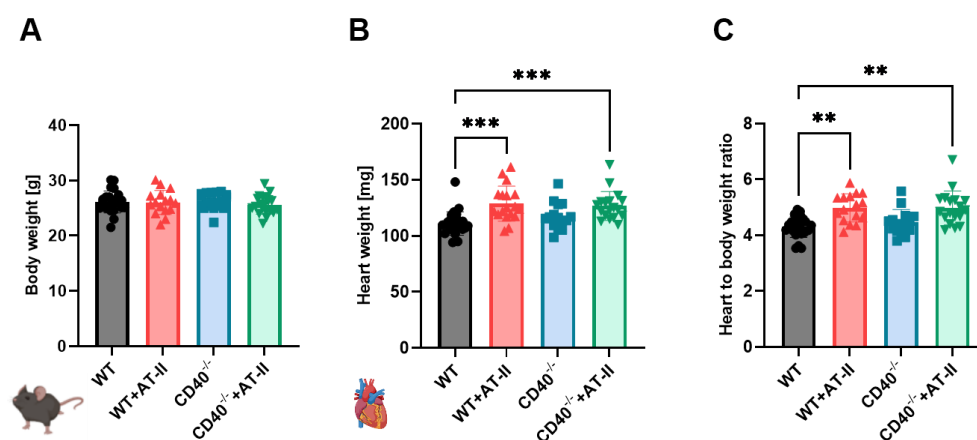 A
Body weight [g]
40
30
20
10
0
WT
WT+AT-II
CD40⁻/⁻
CD40⁻/⁻+AT-II
B
Heart weight [mg]
200
150
100
50
0
***
***
WT
WT+AT-II
CD40⁻/⁻
CD40⁻/⁻+AT-II
C
Heart to body weight ratio
8
6
4
2
0
**
**
WT
WT+AT-II
CD40⁻/⁻
CD40⁻/⁻+AT-II